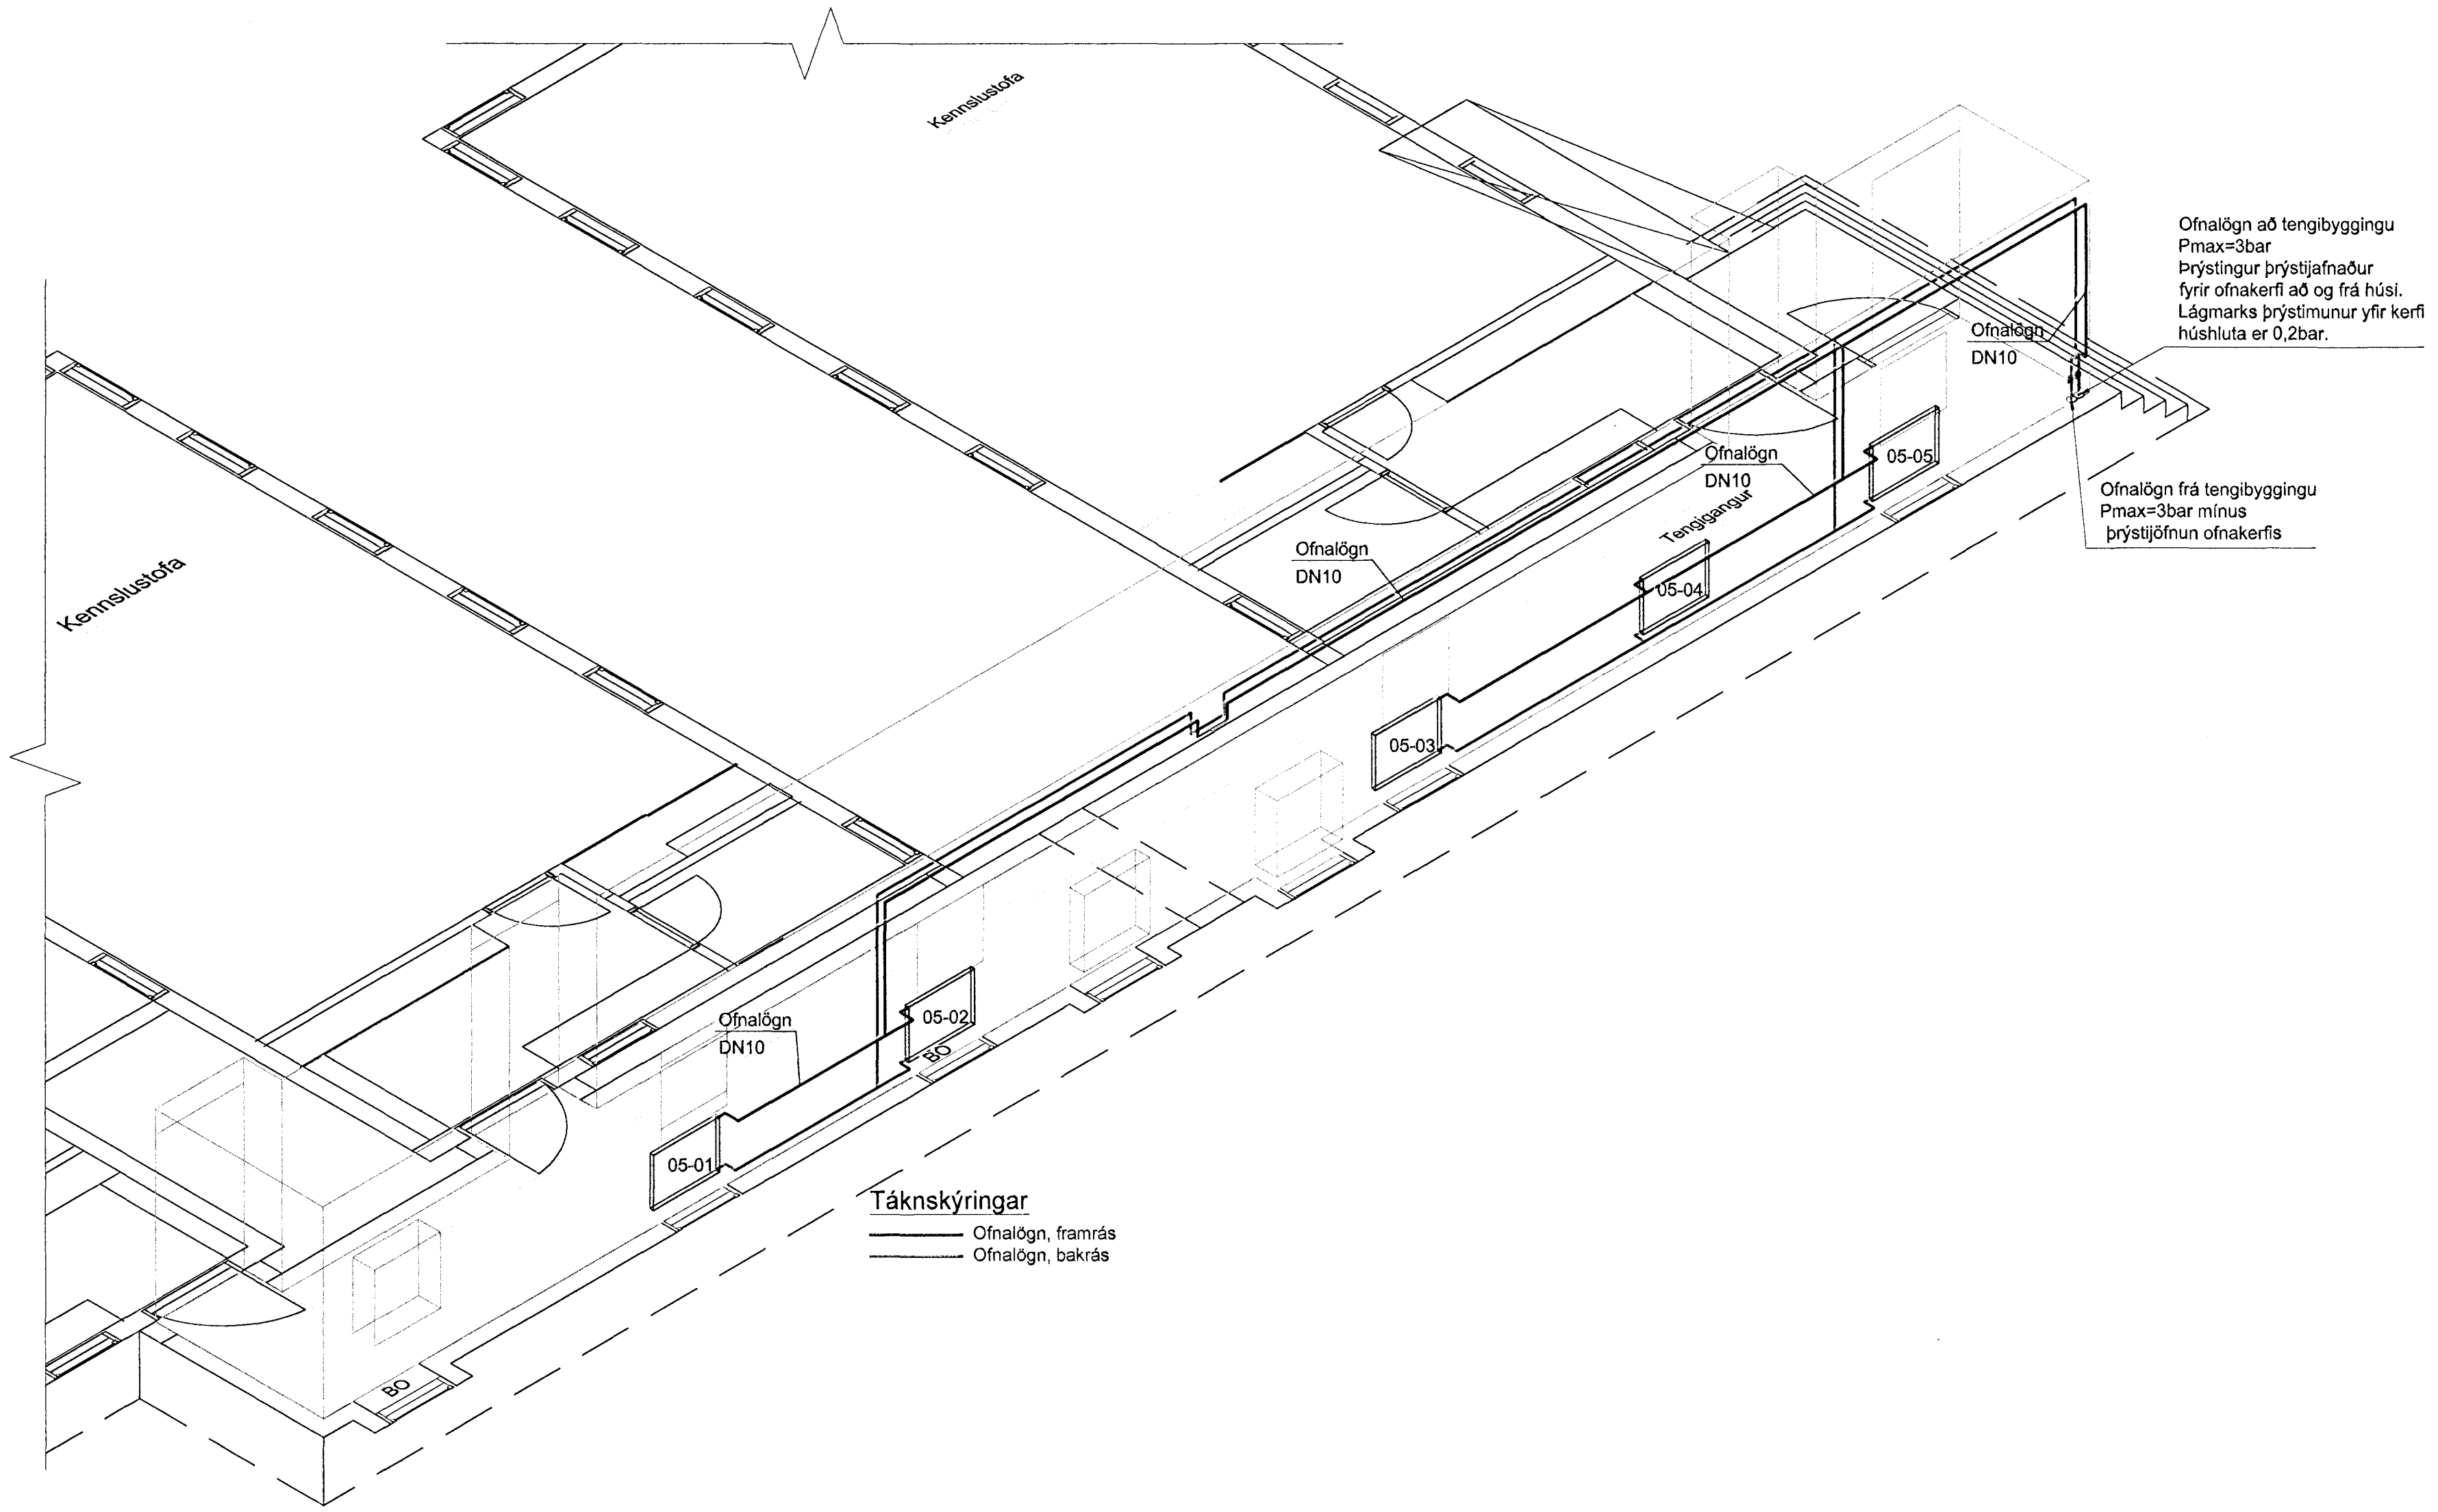 Kennslustofa
Ofnalögn að tengibyggingu
Pmax=3bar
Þrýstingur þrýstijafnaður
fyrir ofnakerfi að og frá húsi.
Lágmarks þrýstimunur yfir kerfi
húshluta er 0,2bar.
Ofnalögn
DN10
05-05
Ofnalögn
DN10
Ofnalögn frá tengibyggingu
Pmax=3bar mínus
þrýstijöfnun ofnakerfis
Tengigangur
Ofnalögn
DN10
05-04
Kennslustofa
05-03
Ofnalögn
DN10
05-02
BO
05-01
Táknskýringar
Ofnalögn, framrás
Ofnalögn, bakrás
BO